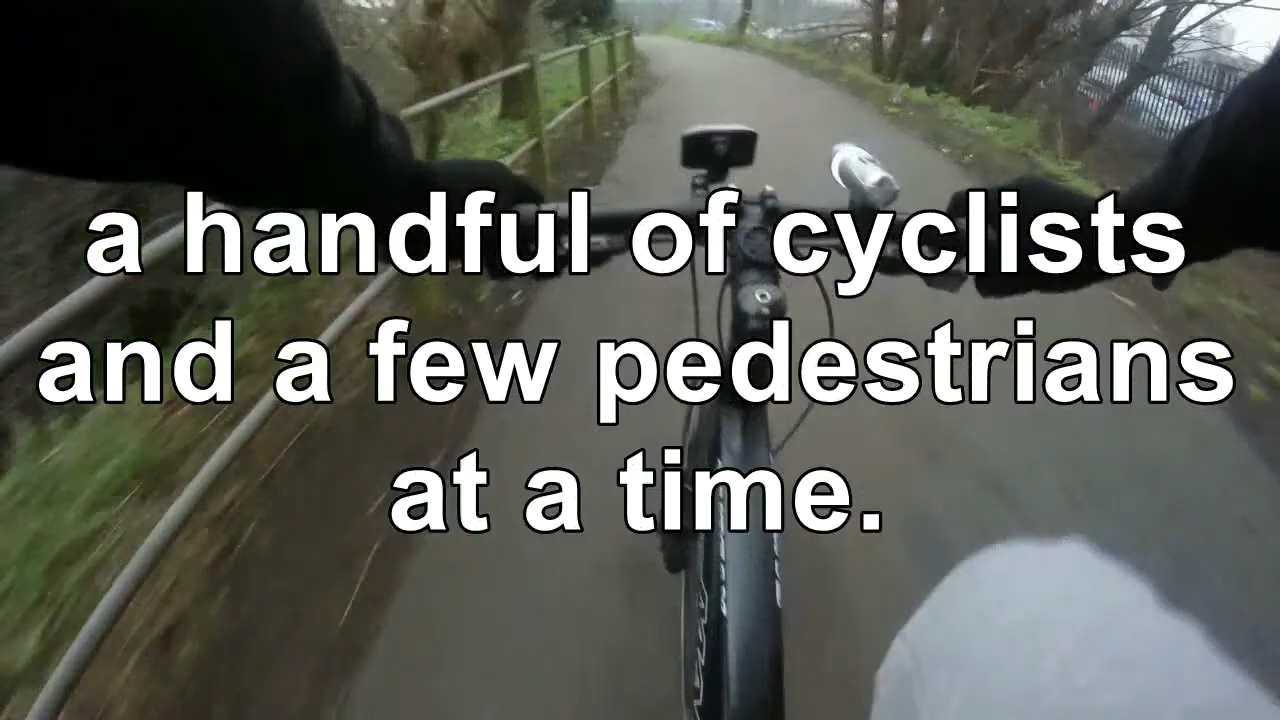 a handful of cyclists
and a few pedestrians
at a time.